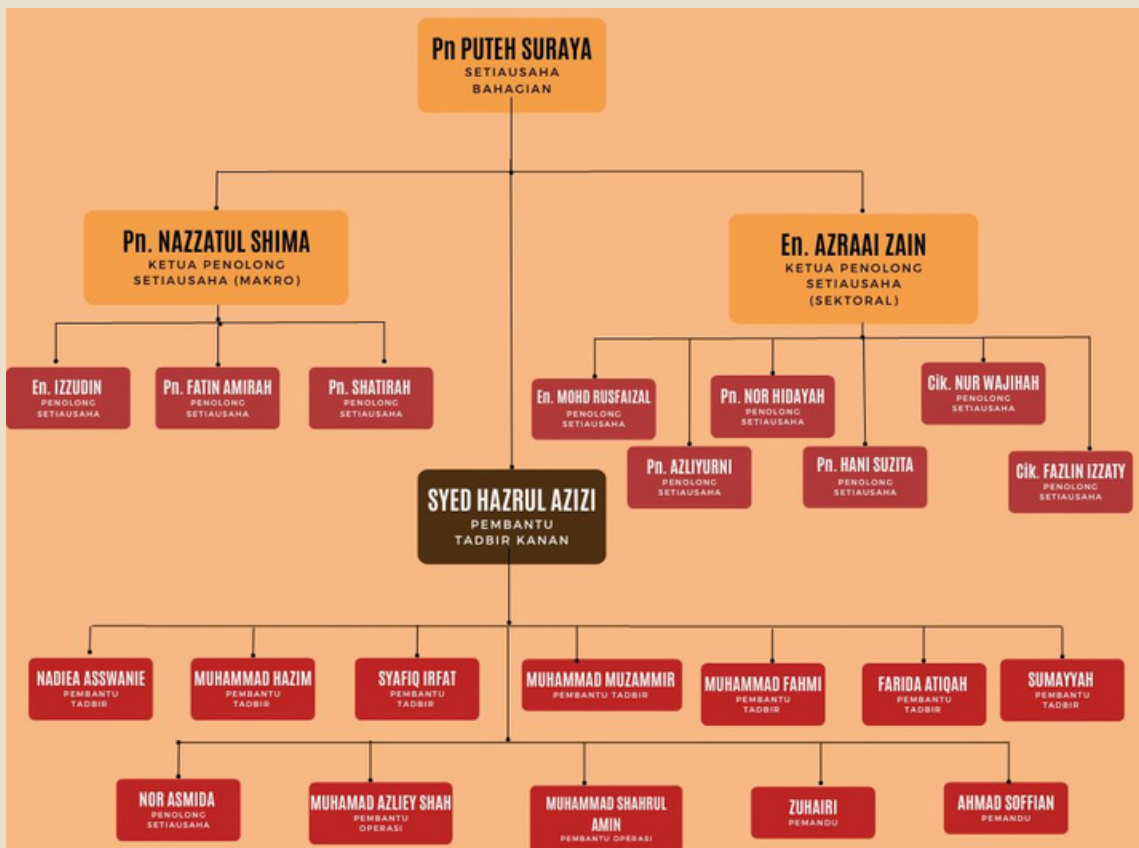 Pn PUTEH SURAYA
SETIAUSAHA
BAHAGIAN
Pn. NAZZATUL SHIMA
KETUA PENOLONG
SETIAUSAHA (MAKRO)
En. AZRAAI ZAIN
KETUA PENOLONG
SETIAUSAHA
(SEKTORAL)
En. IZZUDIN
PENOLONG
SETIAUSAHA
Pn. FATIN AMIRAH
PENOLONG
SETIAUSAHA
Pn. SHATIRAH
PENOLONG
SETIAUSAHA
En. MOHD RUSFAIZAL
PENOLONG
SETIAUSAHA
Pn. NOR HIDAYAH
PENOLONG
SETIAUSAHA
Cik. NUR WAJIHAH
PENOLONG
SETIAUSAHA
Pn. AZLIYURNI
PENOLONG
SETIAUSAHA
Pn. HANI SUZITA
PENOLONG
SETIAUSAHA
Cik. FAZLIN IZZATY
PENOLONG
SETIAUSAHA
SYED HAZRUL AZIZI
PEMBANTU
TADBIR KANAN
NADIEA ASSWANIE
PEMBANTU
TADBIR
MUHAMMAD HAZIM
PEMBANTU
TADBIR
SYAFIQ IRFAT
PEMBANTU
TADBIR
MUHAMMAD MUZAMMIR
PEMBANTU TADBIR
MUHAMMAD FAHMI
PEMBANTU
TADBIR
FARIDA ATIQAH
PEMBANTU
TADBIR
SUMAYYAH
PEMBANTU
TADBIR
NOR ASMIDA
PENOLONG
SETIAUSAHA
MUHAMAD AZLIEY SHAH
PEMBANTU
OPERASI
MUHAMMAD SHAHRUL
AMIN
PEMBANTU OPERASI
ZUHAIRI
PEMANDU
AHMAD SOFFIAN
PEMANDU